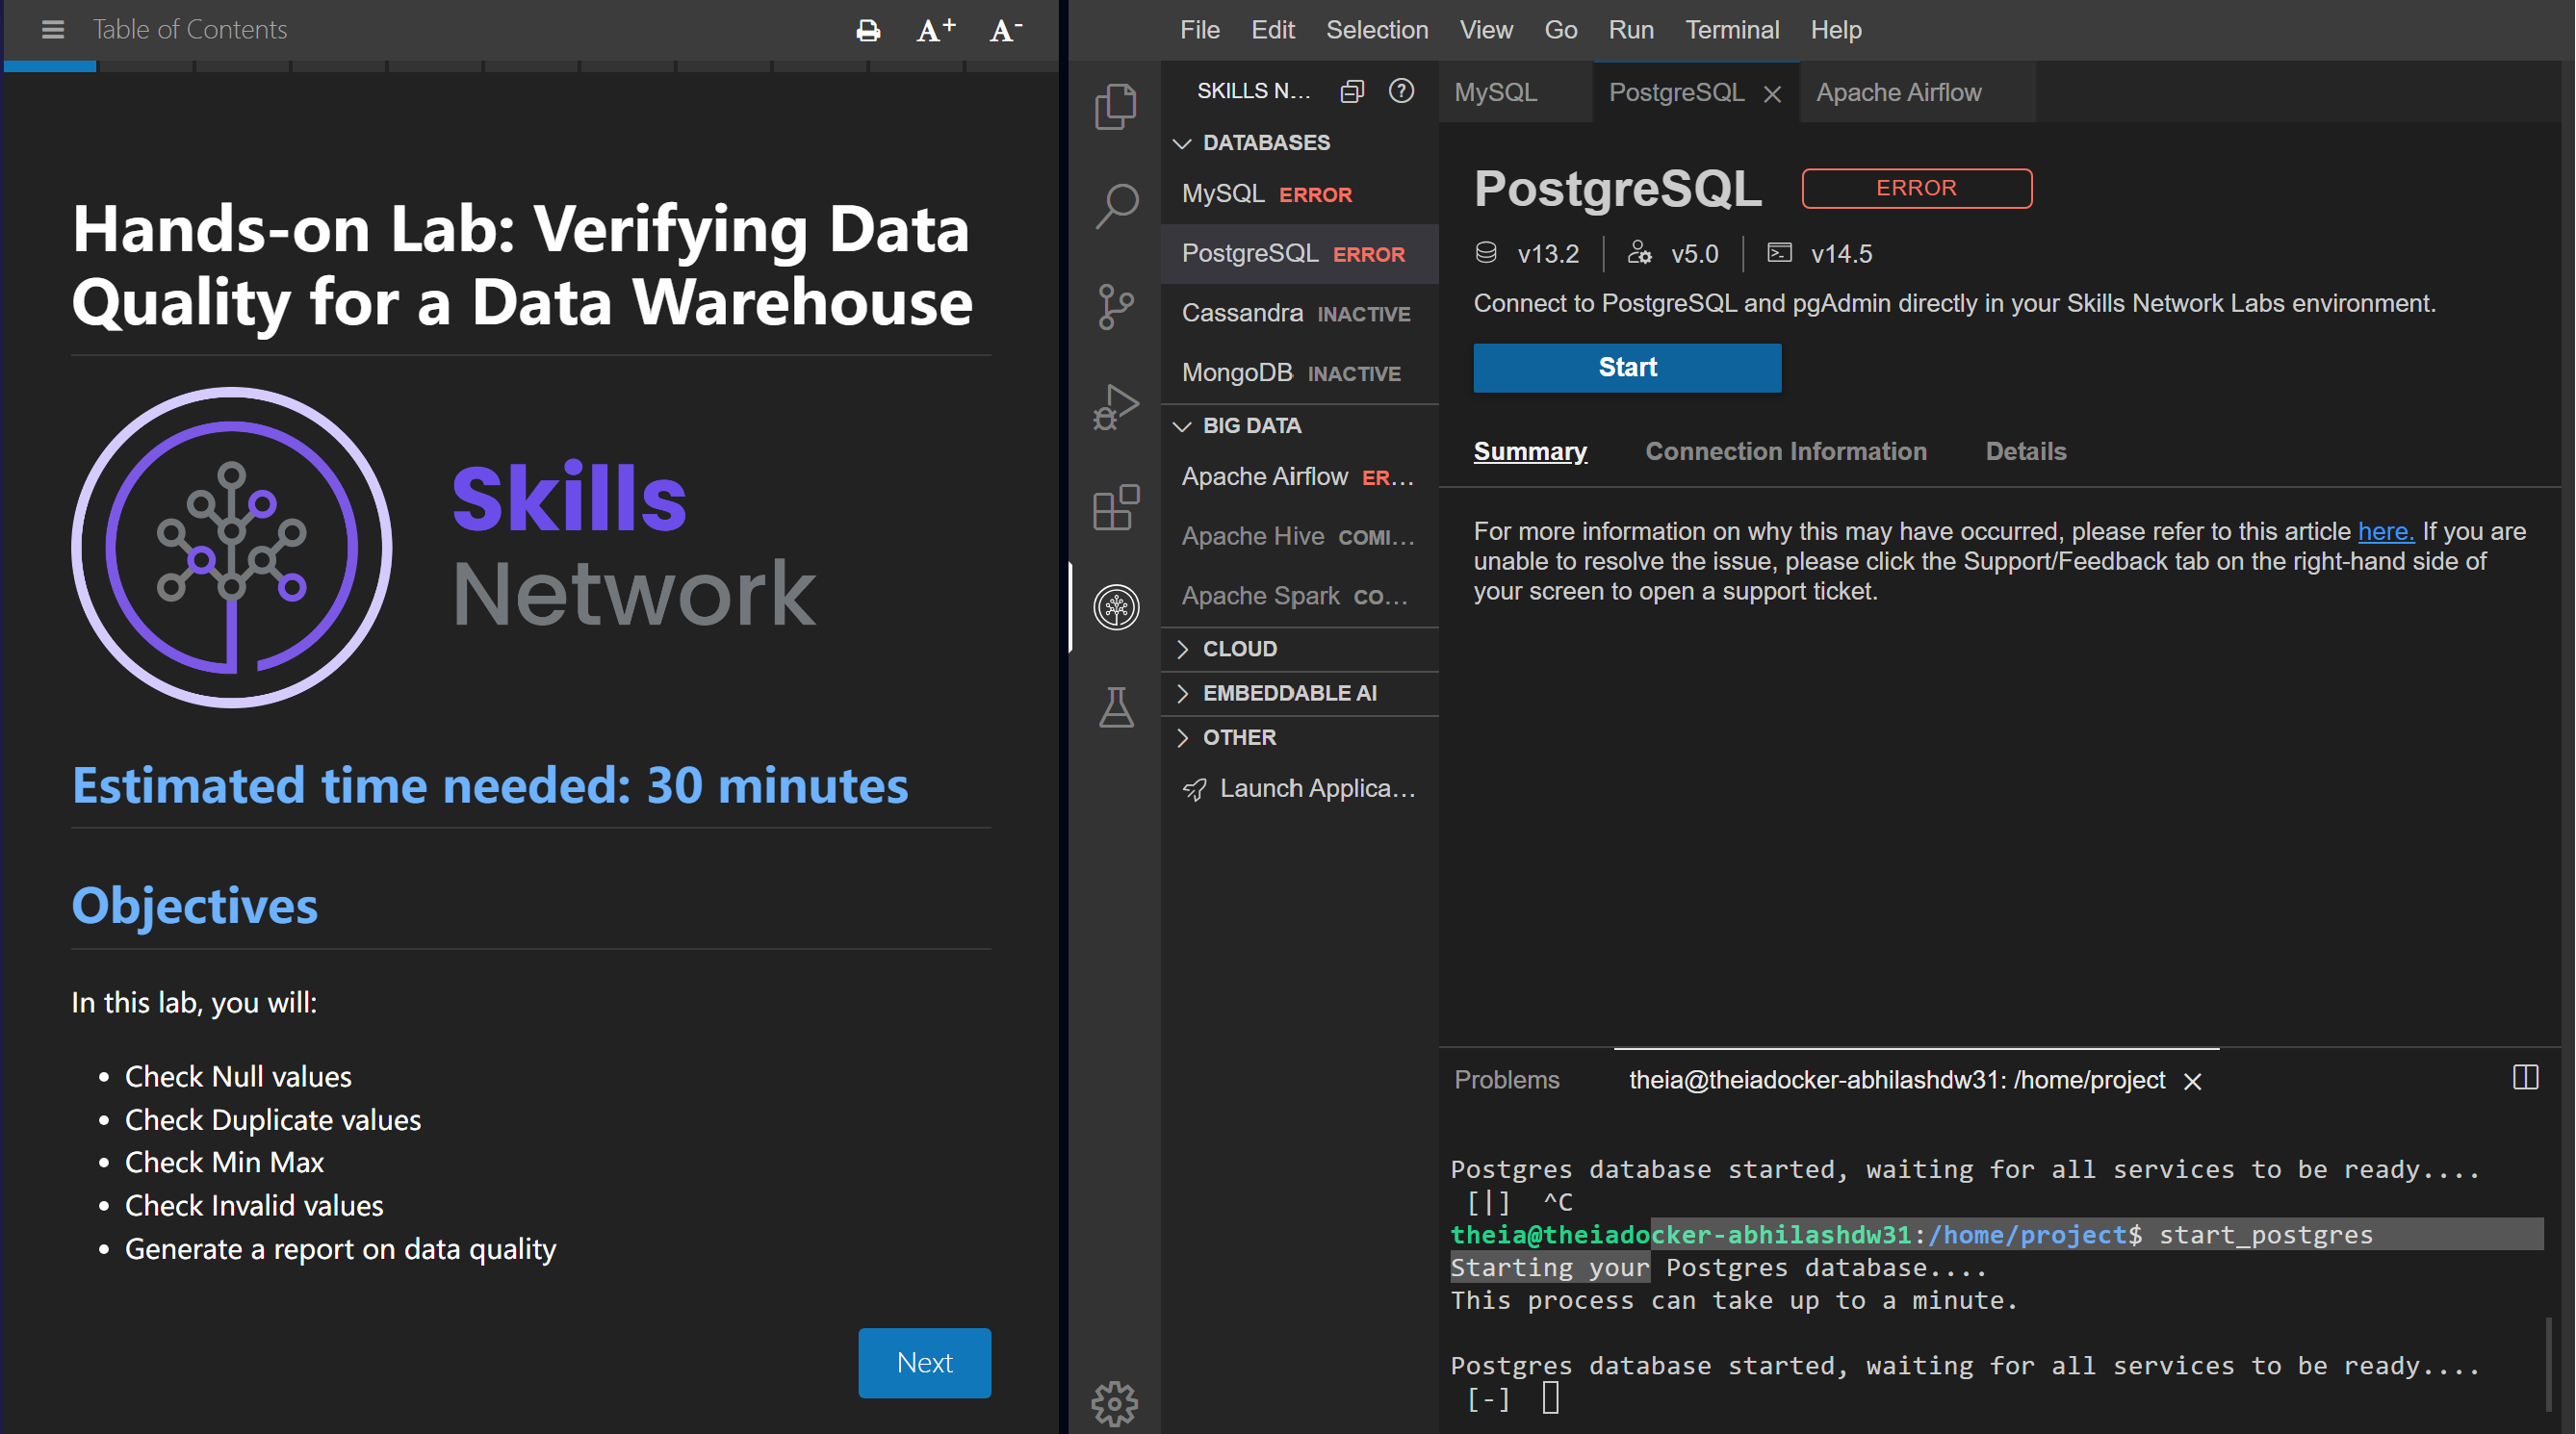 Table of Contents
A+ A-
Hands-on Lab: Verifying Data
Quality for a Data Warehouse
Skills
Network
Estimated time needed: 30 minutes
Objectives
In this lab, you will:
• Check Null values
• Check Duplicate values
• Check Min Max
• Check Invalid values
• Generate a report on data quality
Next
File Edit Selection View Go Run Terminal Help
SKILLS N...
DATABASES
MySQL ERROR
PostgreSQL ERROR
Cassandra INACTIVE
MongoDB INACTIVE
BIG DATA
Apache Airflow ER...
Apache Hive COMI...
Apache Spark CO...
CLOUD
EMBEDDABLE AI
OTHER
Launch Applica...
MySQL PostgreSQL Apache Airflow
PostgreSQL ERROR
v13.2 v5.0 v14.5
Connect to PostgreSQL and pgAdmin directly in your Skills Network Labs environment.
Start
Summary Connection Information Details
For more information on why this may have occurred, please refer to this article here. If you are
unable to resolve the issue, please click the Support/Feedback tab on the right-hand side of
your screen to open a support ticket.
Problems theia@theiadocker-abhilashdw31: /home/project
Postgres database started, waiting for all services to be ready....
[|] ^C
theia@theiadocker-abhilashdw31:/home/project$ start_postgres
Starting your Postgres database....
This process can take up to a minute.
Postgres database started, waiting for all services to be ready....
[-]